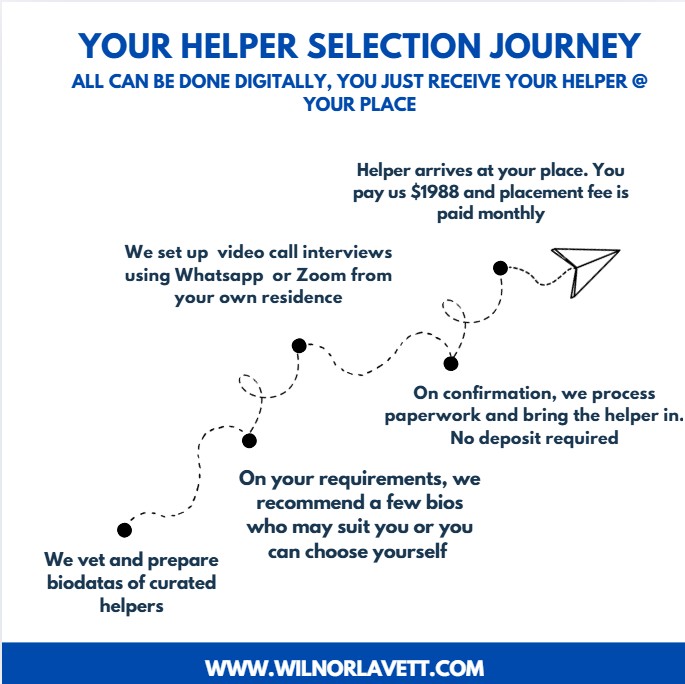 YOUR HELPER SELECTION JOURNEY
ALL CAN BE DONE DIGITALLY, YOU JUST RECEIVE YOUR HELPER @
YOUR PLACE
Helper arrives at your place. You
pay us $1988 and placement fee is
paid monthly
We set up video call interviews
using Whatsapp or Zoom from
your own residence
On confirmation, we process
paperwork and bring the helper in.
No deposit required
On your requirements, we
recommend a few bios
who may suit you or you
can choose yourself
We vet and prepare
biodatas of curated
helpers
WWW.WILNORLAVETT.COM